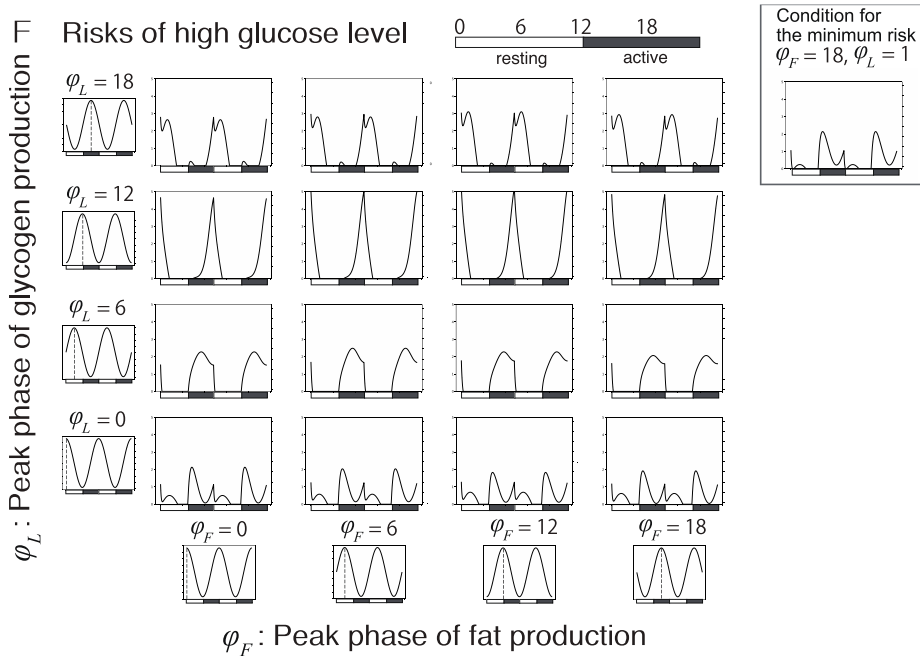 F Risks of high glucose level
0 12 18
resting active
Condition for
the minimum risk
φF = 18, φL = 1
φL : Peak phase of glycogen production
φL = 18
φL = 12
φL = 6
φL = 0
φF = 0 φF = 6 φF = 12 φF = 18
φF : Peak phase of fat production